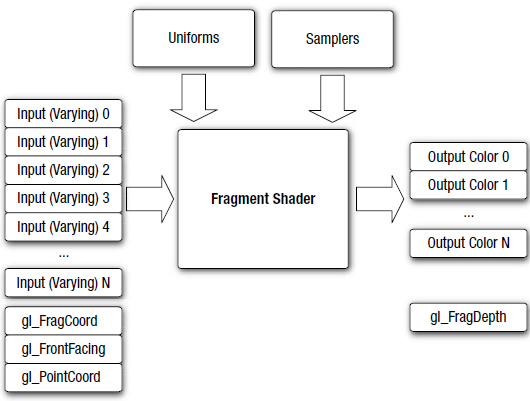 Uniforms
Samplers
Input (Varying) 0
Input (Varying) 1
Input (Varying) 2
Input (Varying) 3
Input (Varying) 4
...
Input (Varying) N
gl_FragCoord
gl_FrontFacing
gl_PointCoord
Fragment Shader
Output Color 0
Output Color 1
...
Output Color N
gl_FragDepth